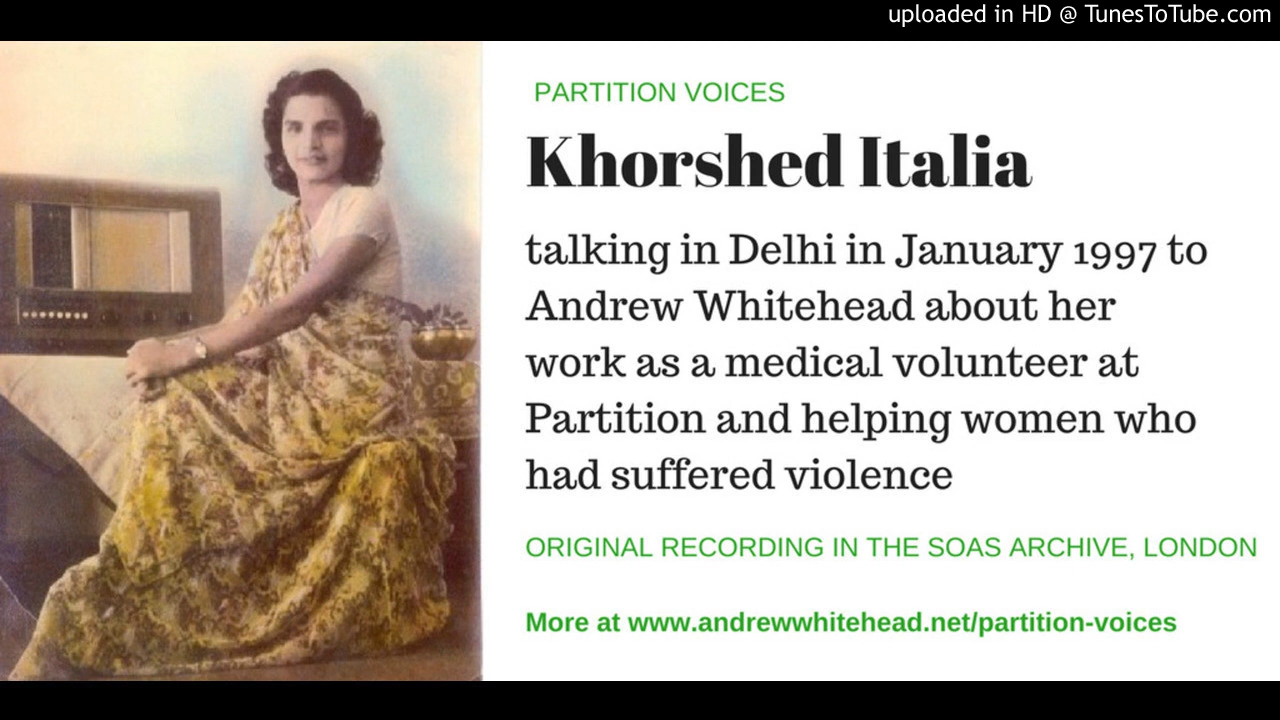 uploaded in HD @ TunesToTube.com
PARTITION VOICES
Khorshed Italia
talking in Delhi in January 1997 to
Andrew Whitehead about her
work as a medical volunteer at
Partition and helping women who
had suffered violence
ORIGINAL RECORDING IN THE SOAS ARCHIVE, LONDON
More at www.andrewwhitehead.net/partition-voices